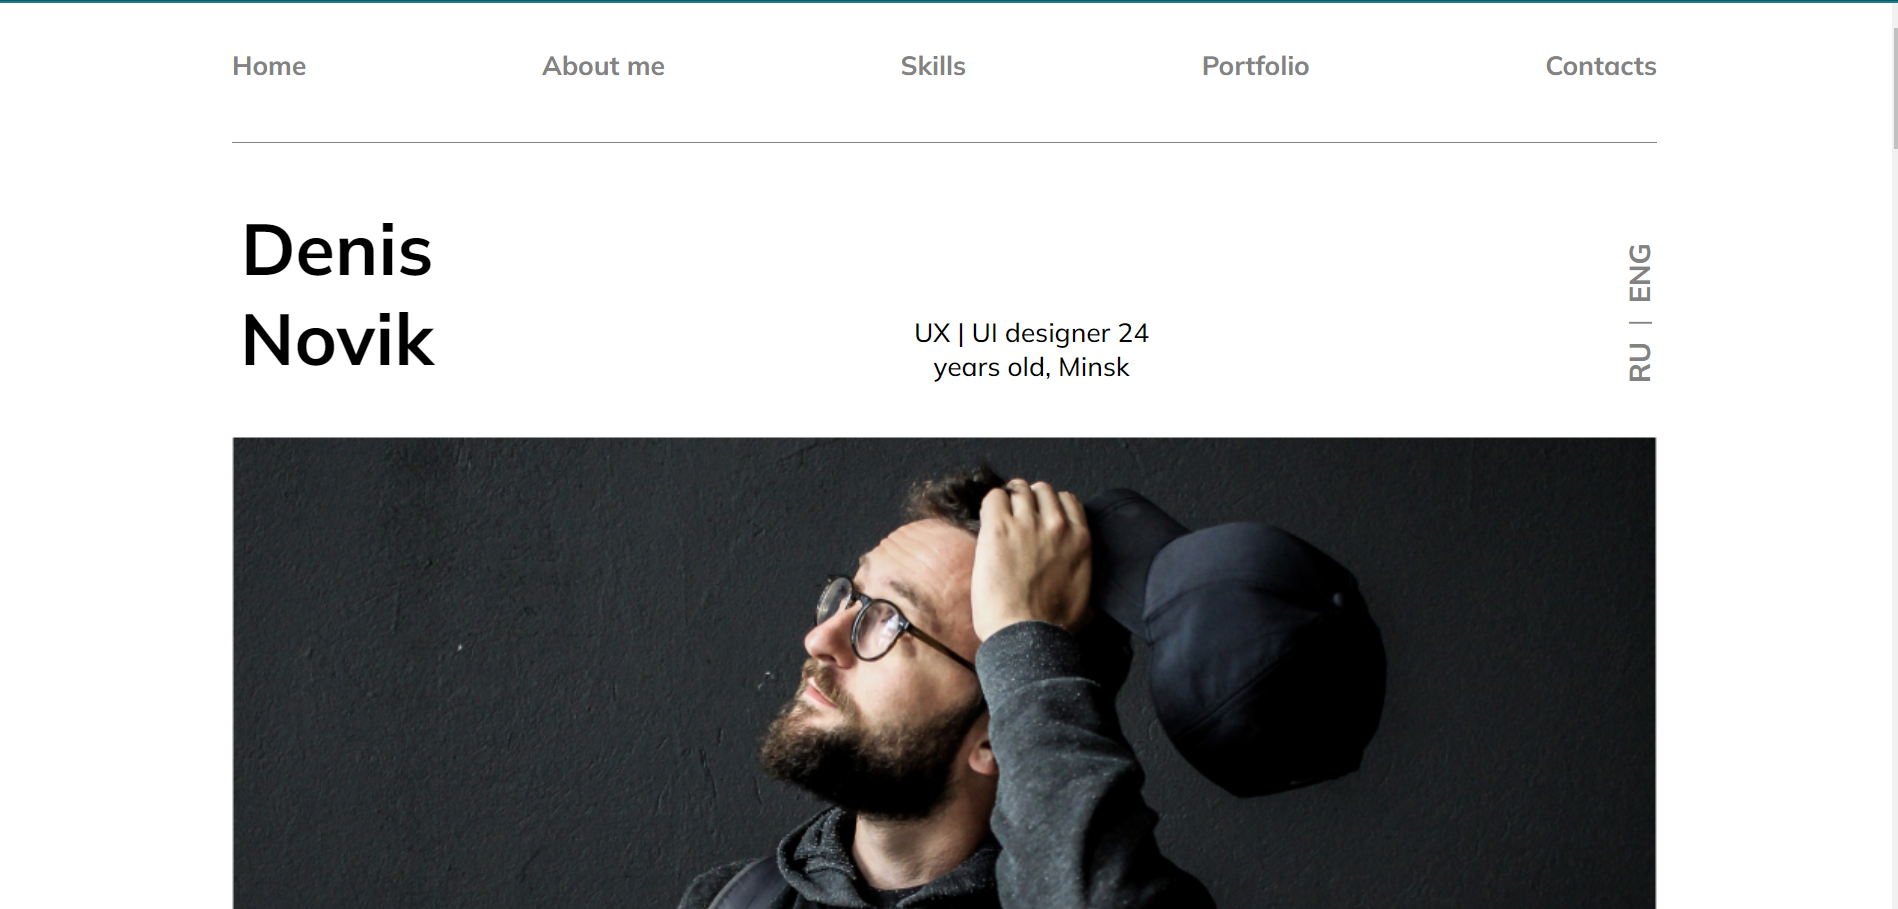 Home About me Skills Portfolio Contacts
Denis
Novik
UX | UI designer 24
years old, Minsk
RU | ENG